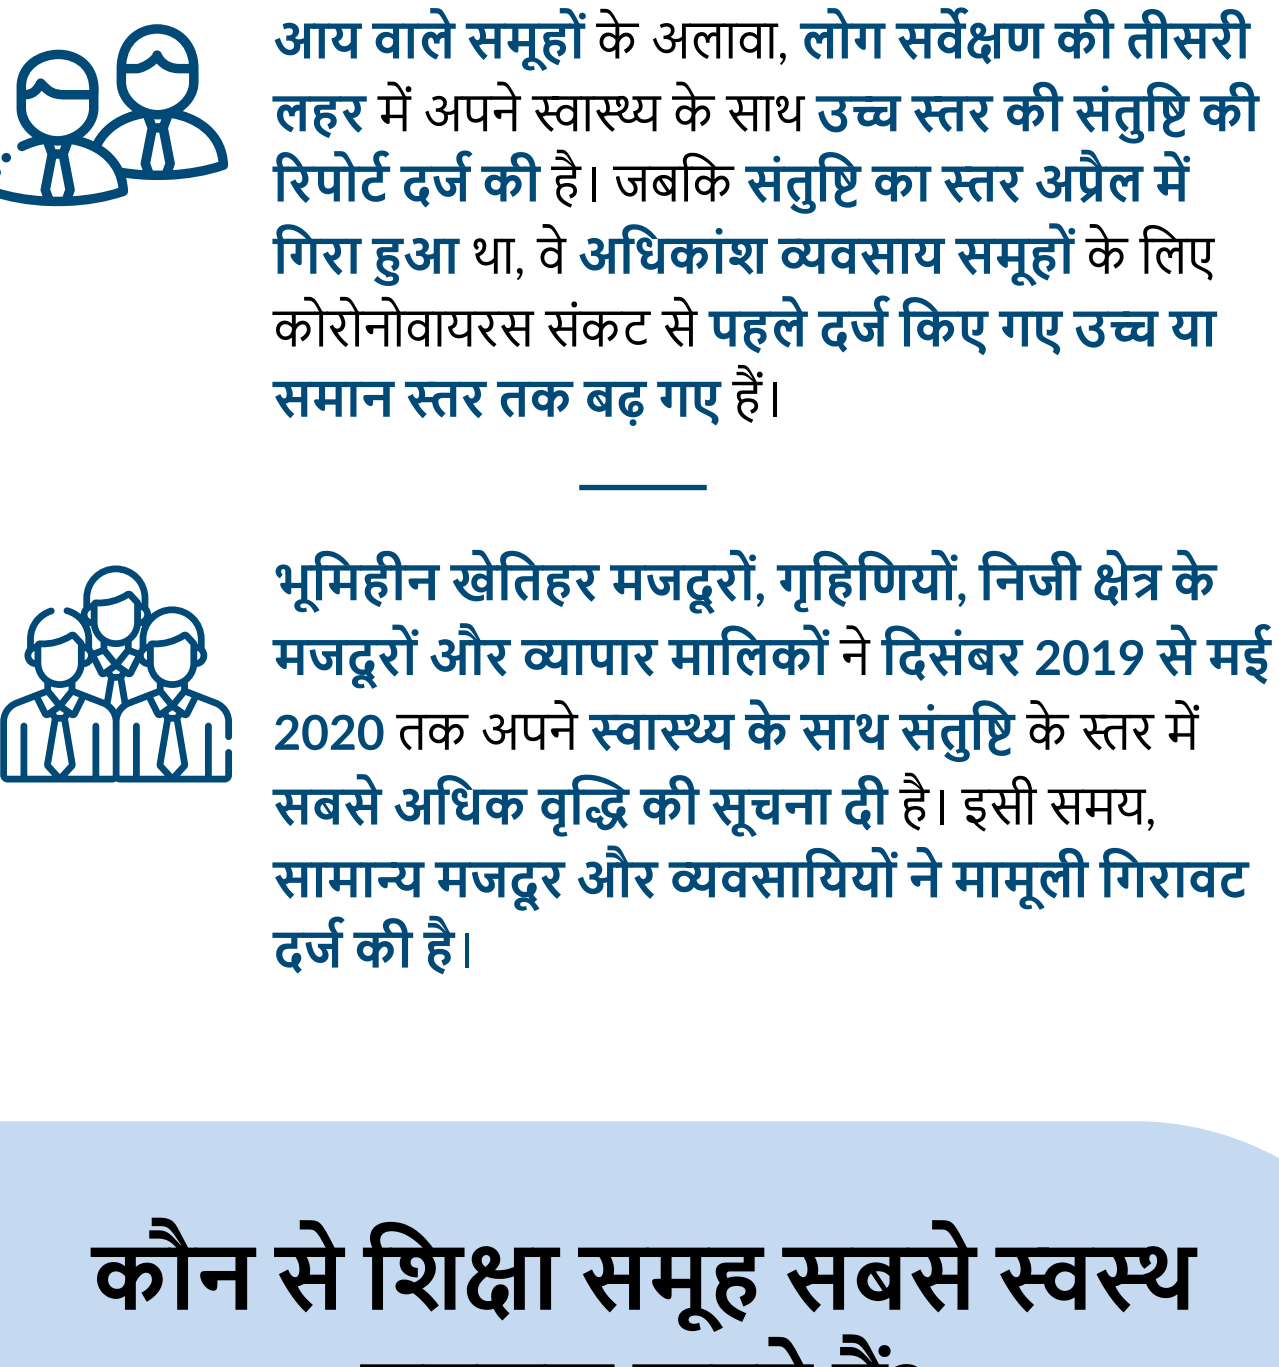 आय वाले समूहों के अलावा, लोग सर्वेक्षण की तीसरी
लहर में अपने स्वास्थ्य के साथ उच्च स्तर की संतुष्टि की
रिपोर्ट दर्ज की है। जबकि संतुष्टि का स्तर अप्रैल में
गिरा हुआ था, वे अधिकांश व्यवसाय समूहों के लिए
कोरोनोवायरस संकट से पहले दर्ज किए गए उच्च या
समान स्तर तक बढ़ गए हैं।
भूमिहीन खेतिहर मजदूरों, गृहिणियों, निजी क्षेत्र के
मजदूरों और व्यापार मालिकों ने दिसंबर 2019 से मई
2020 तक अपने स्वास्थ्य के साथ संतुष्टि के स्तर में
सबसे अधिक वृद्धि की सूचना दी है। इसी समय,
सामान्य मजदूर और व्यवसायियों ने मामूली गिरावट
दर्ज की है।
कौन से शिक्षा समूह सबसे स्वस्थ